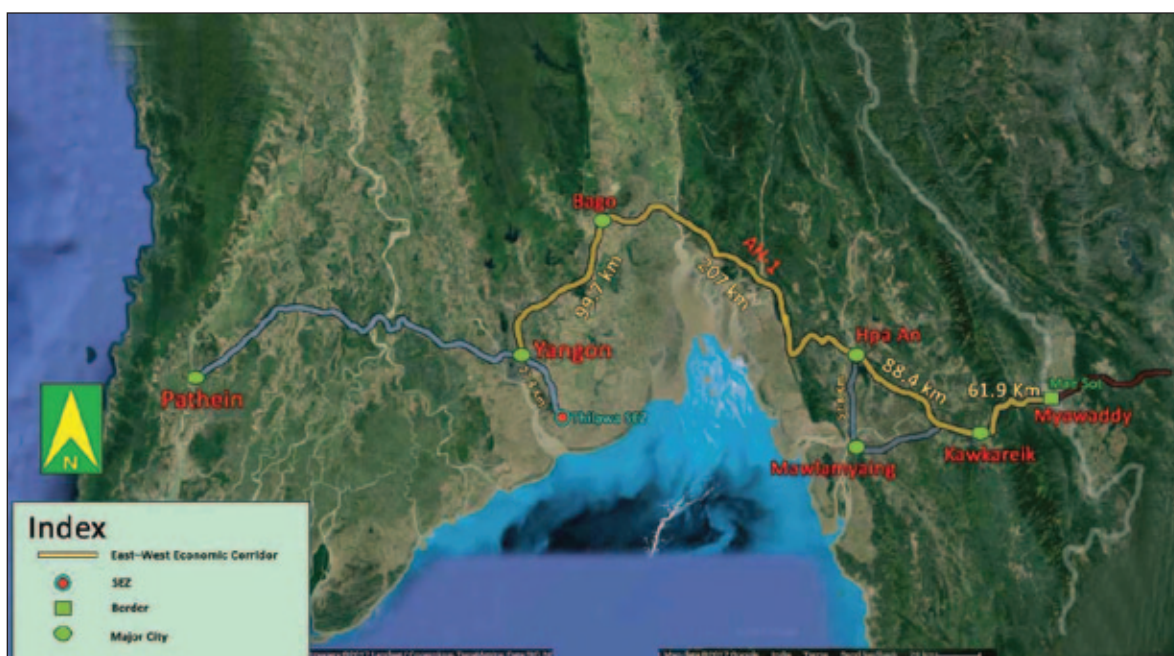 Bago
AH-1
99.7 km
207 km
Yangon
Hpa An
88.4 km
61.9 Km
Mae Sot
Myawaddy
Pathein
Thilawa SEZ
Mawlamyaing
Kawkareik
N
Index
East–West Economic Corridor
SEZ
Border
Major City